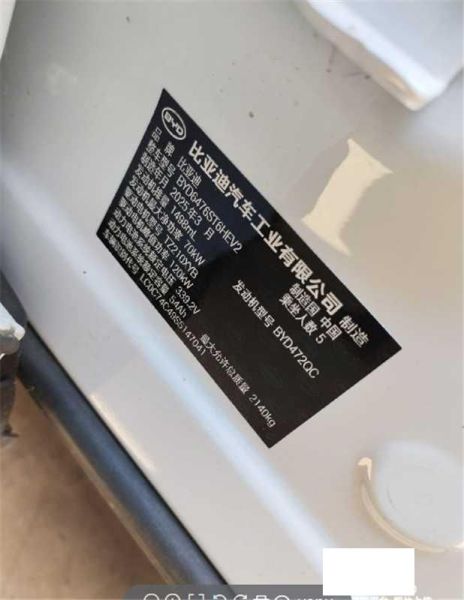 BYD
比亚迪汽车工业有限公司 制造
品牌 比亚迪 制造国 中国
整车型号 BYD6476ST6HEV2 乘坐人数 5
制造年月 2025年3月
发动机排量 1498mL 发动机型号 BYD472QC
发动机最大净功率 70kW
驱动电机型号 TZ210XYB
驱动电机峰值功率 120kW
动力电池系统额定电压 339.2V
动力电池系统额定容量 54Ah 最大允许总质量 2140kg
车辆识别代号 LC0C74C49S5147041